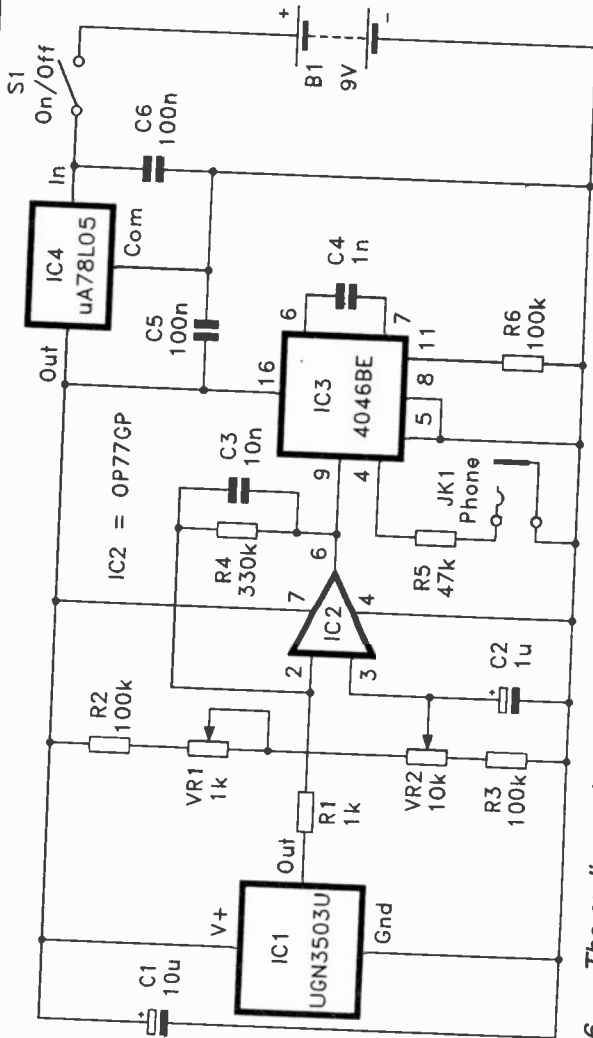 S1
On/Off
+
-
B1
9V
In
IC4
uA78L05
Com
Out
C6
100n
C5
100n
IC2 = OP77GP
C1
+
10u
V+
IC1
UGN3503U
Out
Gnd
R1
1k
R2
100k
VR1
1k
VR2
10k
R3
100k
C2
+
1u
2
3
7
4
6
IC2
R4
330k
C3
10n
9
4
16
IC3
4046BE
6
7
11
8
5
C4
1n
R5
47k
JK1
Phone
R6
100k
6